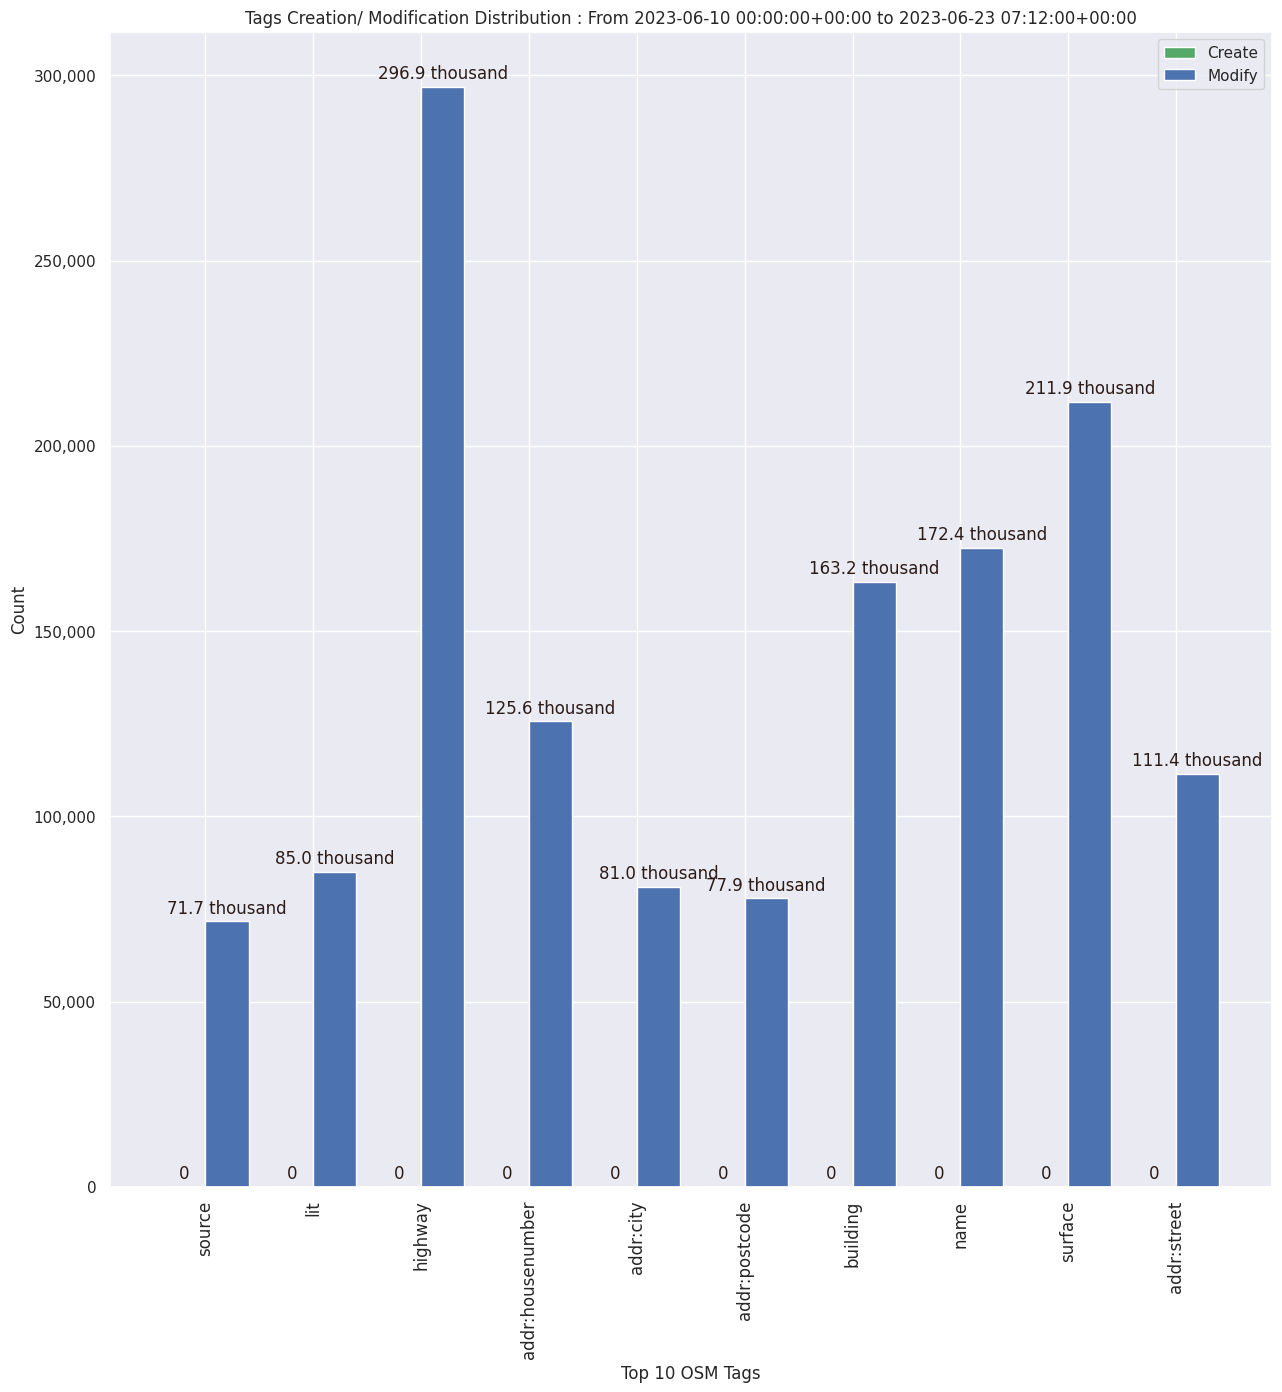 Tags Creation/ Modification Distribution : From 2023-06-10 00:00:00+00:00 to 2023-06-23 07:12:00+00:00
Create
Modify
300,000
250,000
200,000
150,000
100,000
50,000
0
Count
71.7 thousand
85.0 thousand
296.9 thousand
125.6 thousand
81.0 thousand
77.9 thousand
163.2 thousand
172.4 thousand
211.9 thousand
111.4 thousand
0
0
0
0
0
0
0
0
0
0
source
lit
highway
addr:housenumber
addr:city
addr:postcode
building
name
surface
addr:street
Top 10 OSM Tags